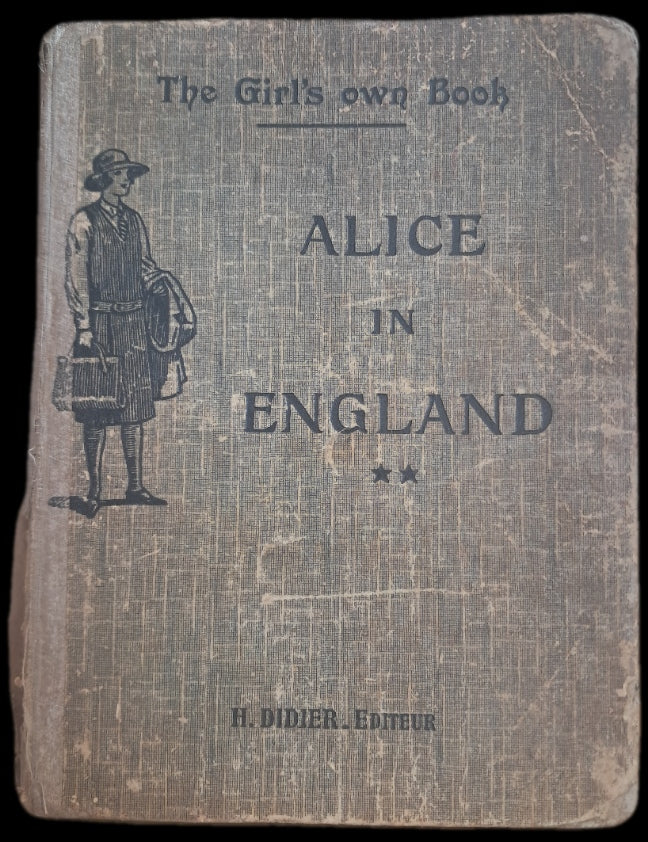 The Girl's own Book
ALICE
IN
ENGLAND
★★
H. DIDIER_EDITEUR